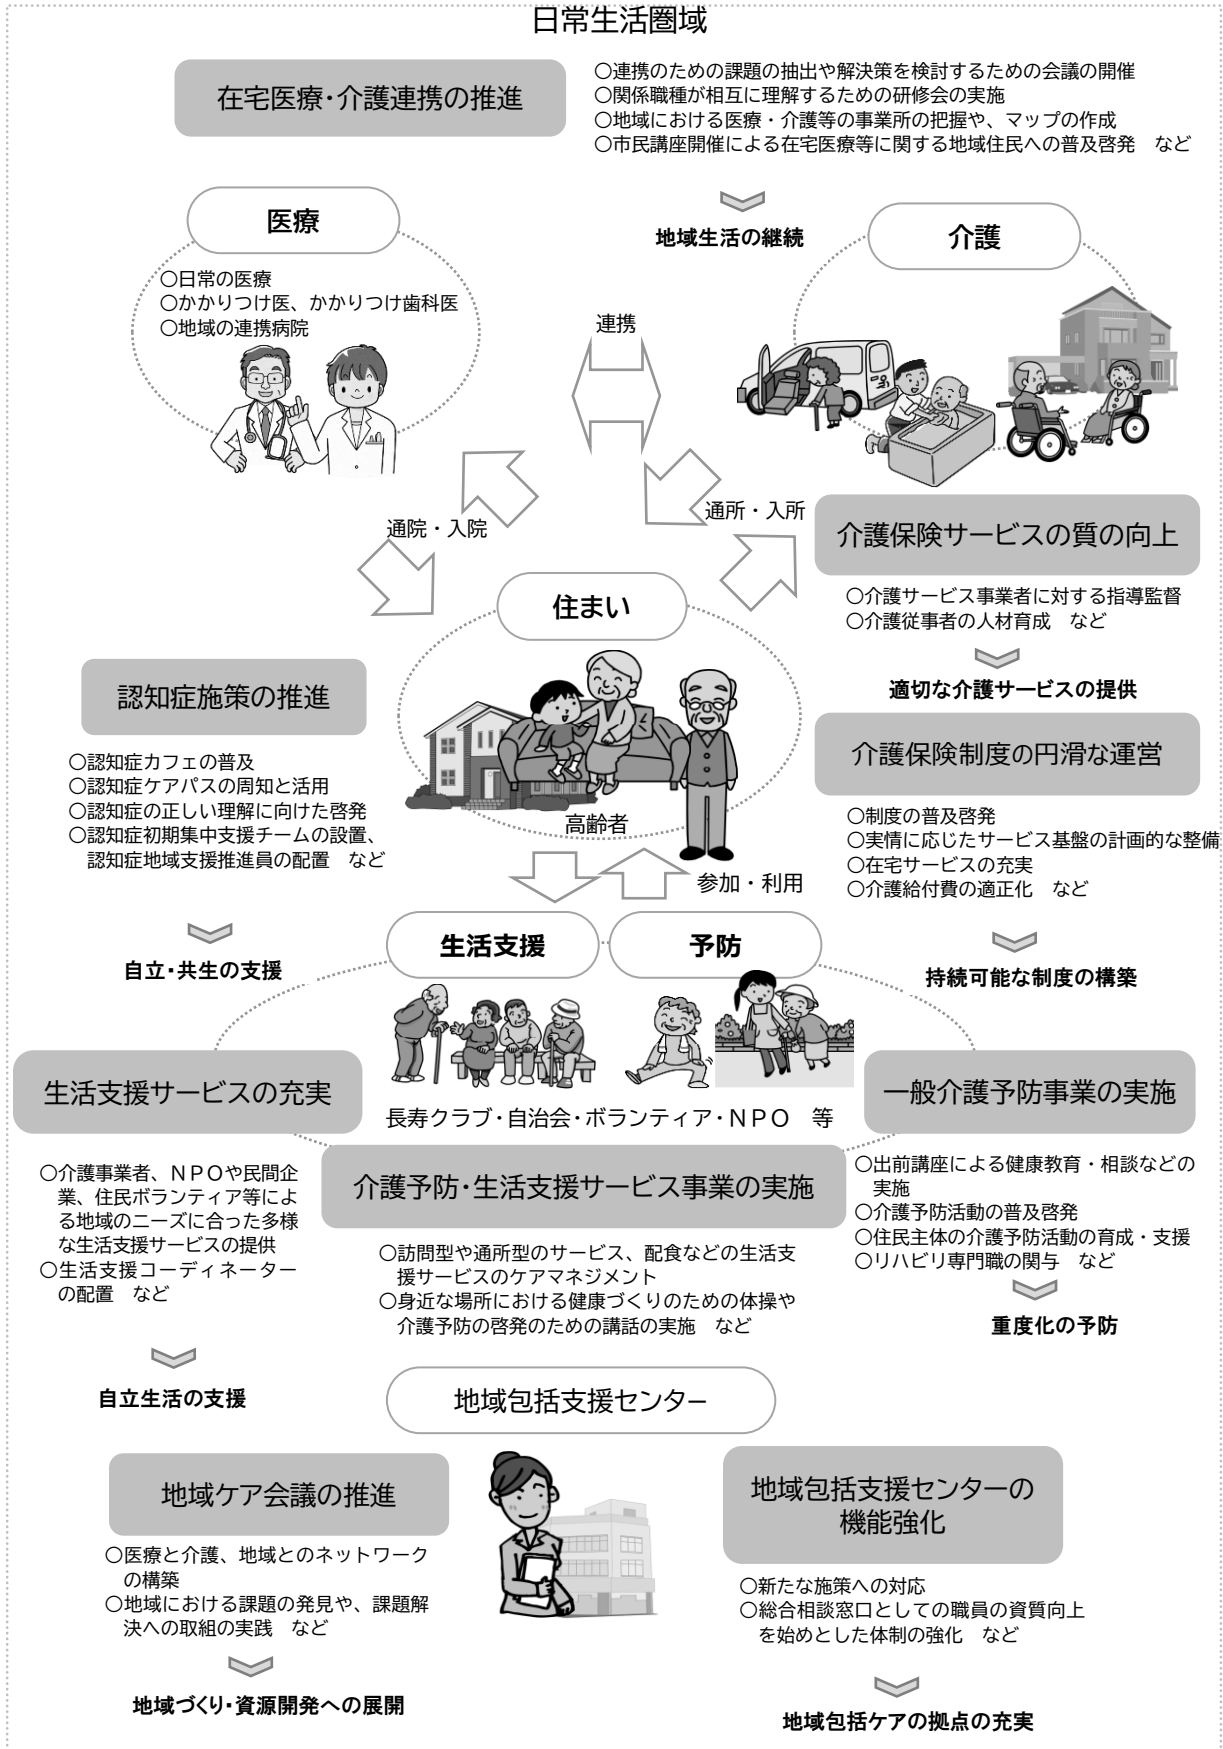 日常生活圏域
在宅医療・介護連携の推進
○連携のための課題の抽出や解決策を検討するための会議の開催
○関係職種が相互に理解するための研修会の実施
○地域における医療・介護等の事業所の把握や、マップの作成
○市民講座開催による在宅医療等に関する地域住民への普及啓発　など
地域生活の継続
医療
○日常の医療
○かかりつけ医、かかりつけ歯科医
○地域の連携病院
介護
連携
通院・入院
通所・入所
介護保険サービスの質の向上
○介護サービス事業者に対する指導監督
○介護従事者の人材育成　など
適切な介護サービスの提供
住まい
高齢者
認知症施策の推進
○認知症カフェの普及
○認知症ケアパスの周知と活用
○認知症の正しい理解に向けた啓発
○認知症初期集中支援チームの設置、
認知症地域支援推進員の配置　など
自立・共生の支援
介護保険制度の円滑な運営
○制度の普及啓発
○実情に応じたサービス基盤の計画的な整備
○在宅サービスの充実
○介護給付費の適正化　など
持続可能な制度の構築
参加・利用
生活支援
予防
長寿クラブ・自治会・ボランティア・ＮＰＯ　等
生活支援サービスの充実
○介護事業者、ＮＰＯや民間企
業、住民ボランティア等によ
る地域のニーズに合った多様
な生活支援サービスの提供
○生活支援コーディネーター
の配置　など
自立生活の支援
介護予防・生活支援サービス事業の実施
○訪問型や通所型のサービス、配食などの生活支
援サービスのケアマネジメント
○身近な場所における健康づくりのための体操や
介護予防の啓発のための講話の実施　など
一般介護予防事業の実施
○出前講座による健康教育・相談などの
実施
○介護予防活動の普及啓発
○住民主体の介護予防活動の育成・支援
○リハビリ専門職の関与　など
重度化の予防
地域包括支援センター
地域ケア会議の推進
○医療と介護、地域とのネットワーク
の構築
○地域における課題の発見や、課題解
決への取組の実践　など
地域づくり・資源開発への展開
地域包括支援センターの
機能強化
○新たな施策への対応
○総合相談窓口としての職員の資質向上
を始めとした体制の強化　など
地域包括ケアの拠点の充実